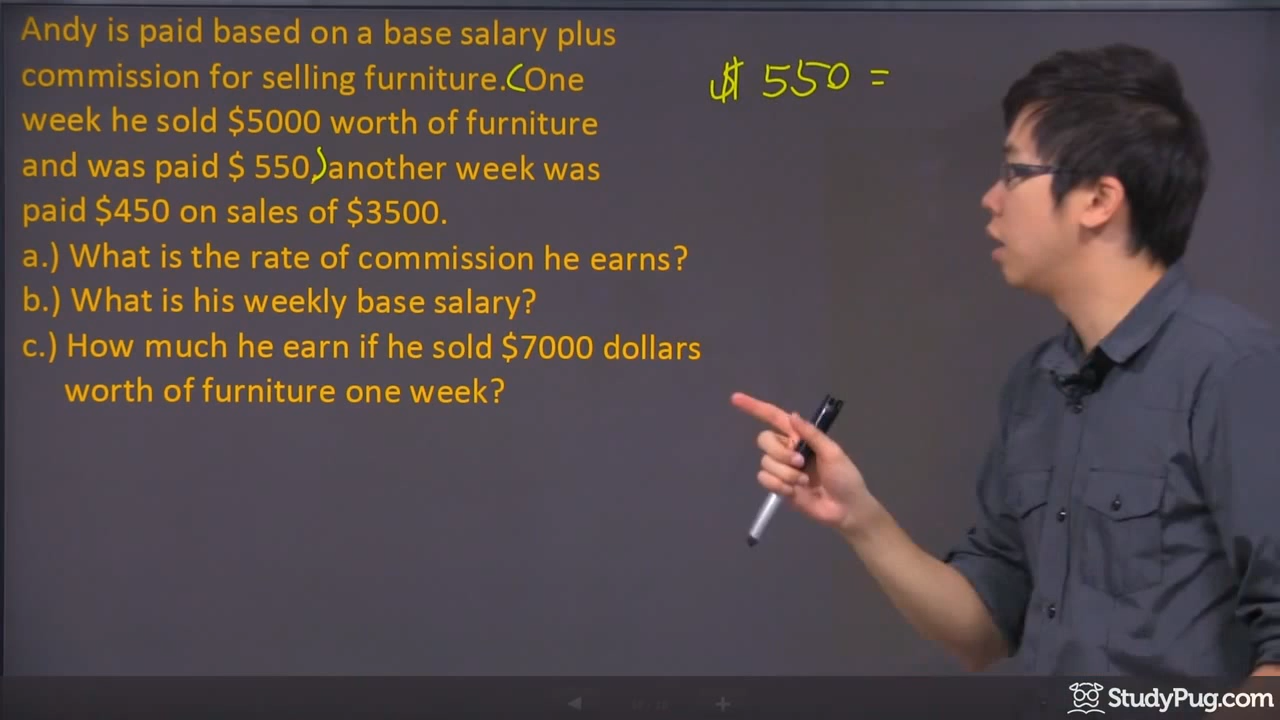 Andy is paid based on a base salary plus
commission for selling furniture.(One
week he sold $5000 worth of furniture
and was paid $ 550,)another week was
paid $450 on sales of $3500.
a.) What is the rate of commission he earns?
b.) What is his weekly base salary?
c.) How much he earn if he sold $7000 dollars
worth of furniture one week?
$ 550 =
StudyPug.com